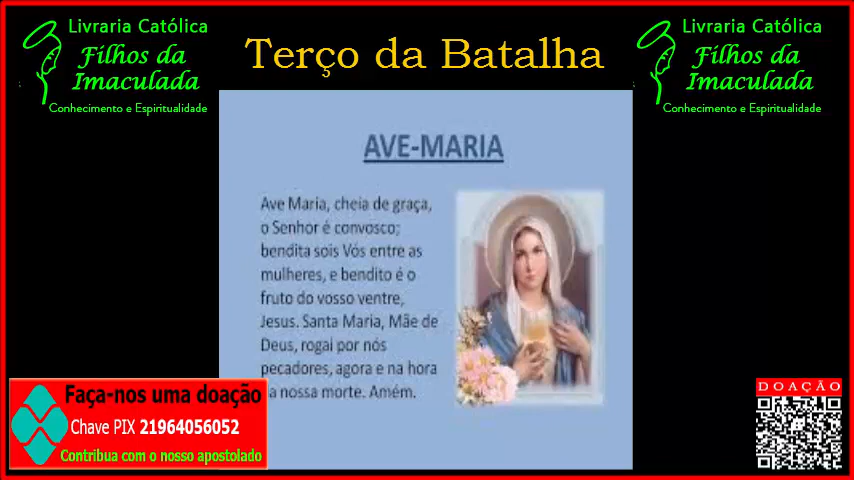 Livraria Católica
Filhos da
Imaculada
Conhecimento e Espiritualidade
Terço da Batalha
Livraria Católica
Filhos da
Imaculada
Conhecimento e Espiritualidade
AVE-MARIA
Ave Maria, cheia de graça,
o Senhor é convosco;
bendita sois Vós entre as
mulheres, e bendito é o
fruto do vosso ventre,
Jesus. Santa Maria, Mãe de
Deus, rogai por nós
pecadores, agora e na hora
a nossa morte. Amém.
Faça-nos uma doação
Chave PIX 21964056052
Contribua com o nosso apostolado
DOAÇÃO